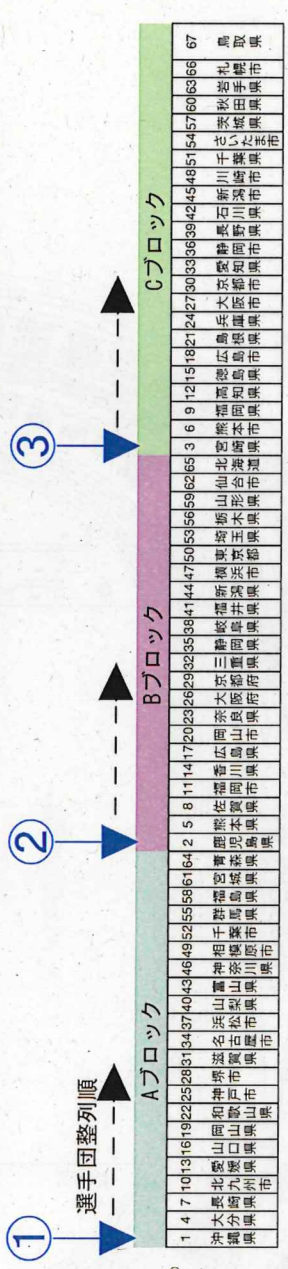 ① ② ③
選手団整列順
Aブロック Bブロック Cブロック
1 沖縄県
4 大分県
7 長崎県
10 北九州市
13 愛媛県
16 山口県
19 岡山県
22 和歌山県
25 神戸市
28 堺市
31 滋賀県
34 名古屋市
37 浜松市
40 山梨県
43 富山県
46 神奈川県
49 相模原市
52 千葉市
55 群馬県
58 福島県
61 宮城県
64 青森県
2 鹿児島県
5 熊本県
8 佐賀県
11 福岡市
14 香川県
17 広島県
20 岡山市
23 奈良県
26 大阪府
29 京都府
32 三重県
35 静岡県
38 岐阜県
41 福井県
44 新潟県
47 横浜市
50 東京都
53 埼玉県
56 栃木県
59 山形県
62 仙台市
65 北海道
3 宮崎県
6 熊本市
9 福岡県
12 高知県
15 徳島県
18 広島市
21 島根県
24 兵庫県
27 大阪市
30 京都市
33 愛知県
36 静岡市
39 長野県
42 石川県
45 新潟市
48 川崎市
51 千葉県
54 さいたま市
57 茨城県
60 秋田県
63 岩手県
66 札幌市
67 鳥取県